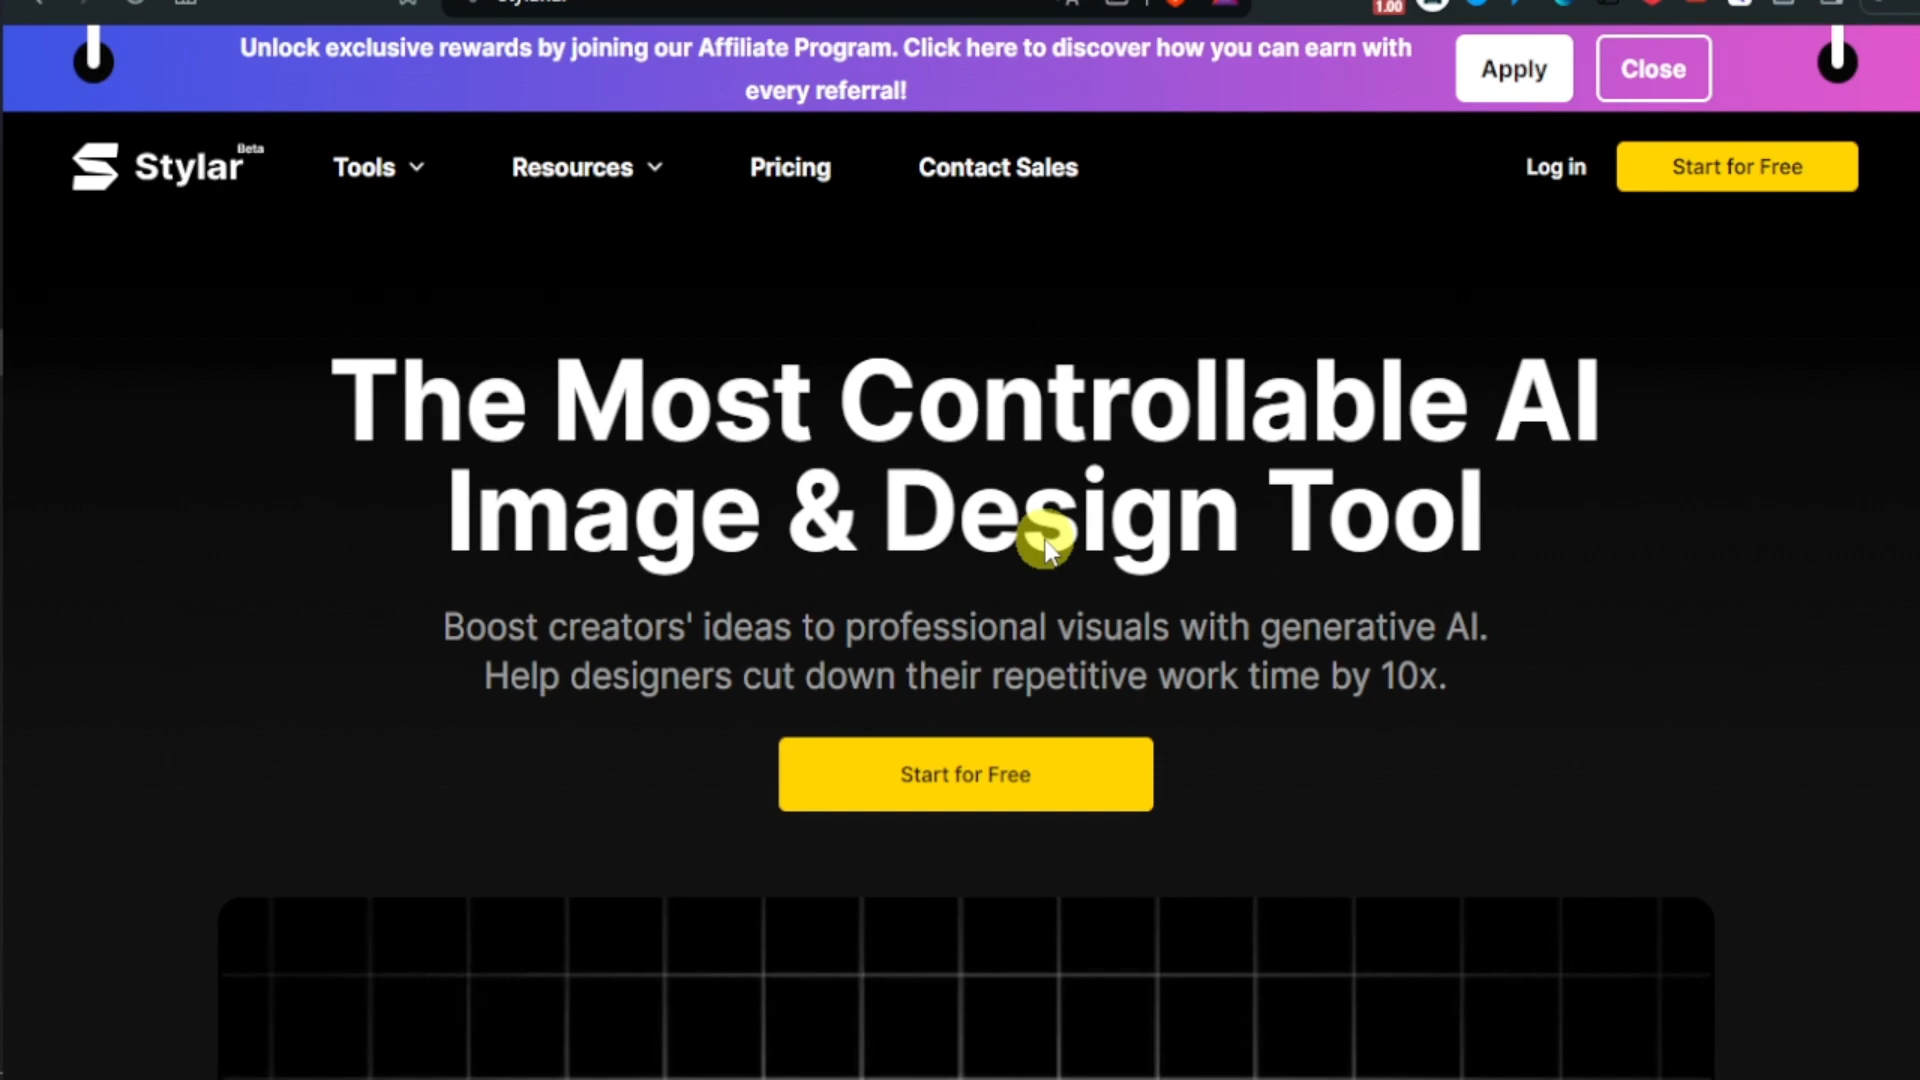 1.00
Unlock exclusive rewards by joining our Affiliate Program. Click here to discover how you can earn with
every referral!
Apply
Close
Stylar Beta
Tools
Resources
Pricing
Contact Sales
Log in
Start for Free
The Most Controllable AI
Image & Design Tool
Boost creators' ideas to professional visuals with generative AI.
Help designers cut down their repetitive work time by 10x.
Start for Free